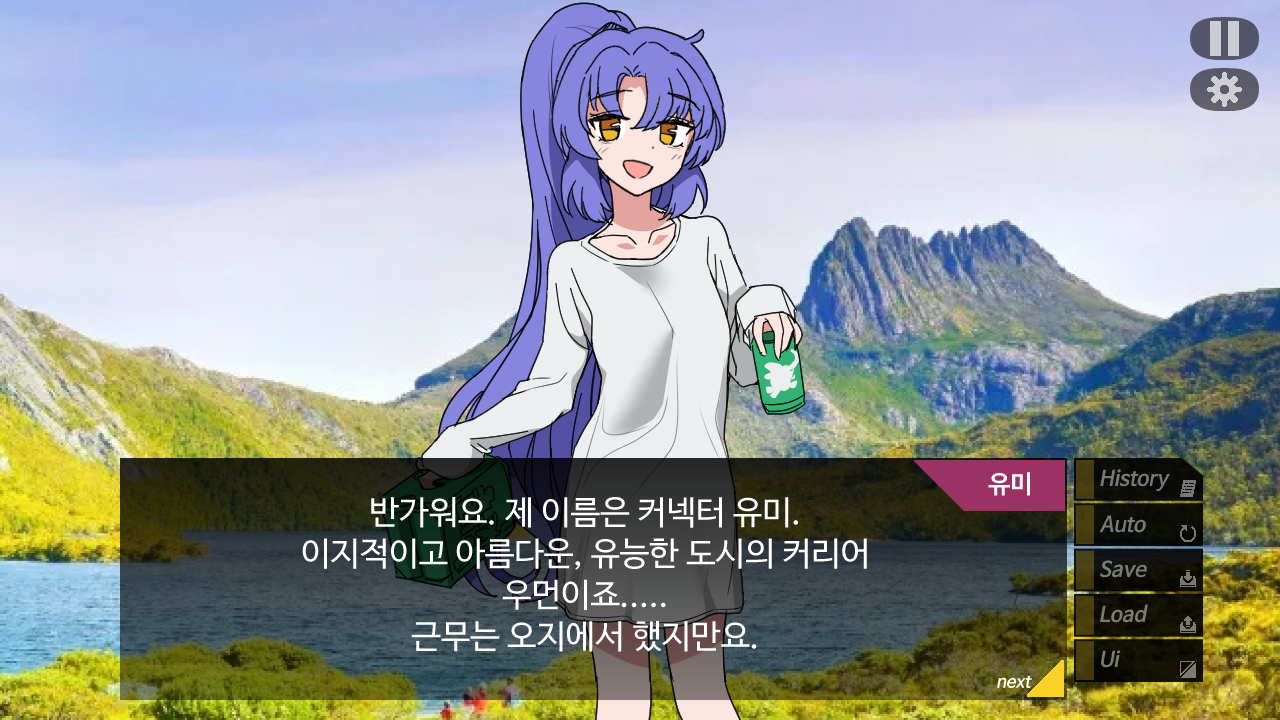 유미
반가워요. 제 이름은 커넥터 유미.
이지적이고 아름다운, 유능한 도시의 커리어
우먼이죠.....
근무는 오지에서 했지만요.
next
History
Auto
Save
Load
Ui